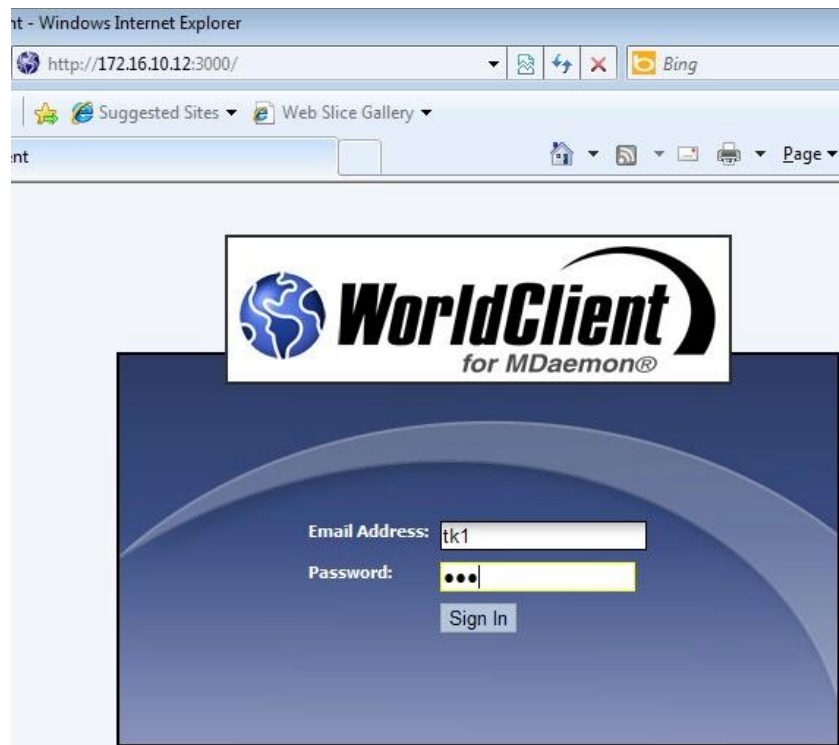 nt - Windows Internet Explorer
http://172.16.10.12:3000/
Bing
Suggested Sites
Web Slice Gallery
nt
Page
WorldClient
for MDaemon®
Email Address: tk1
Password: •••
Sign In